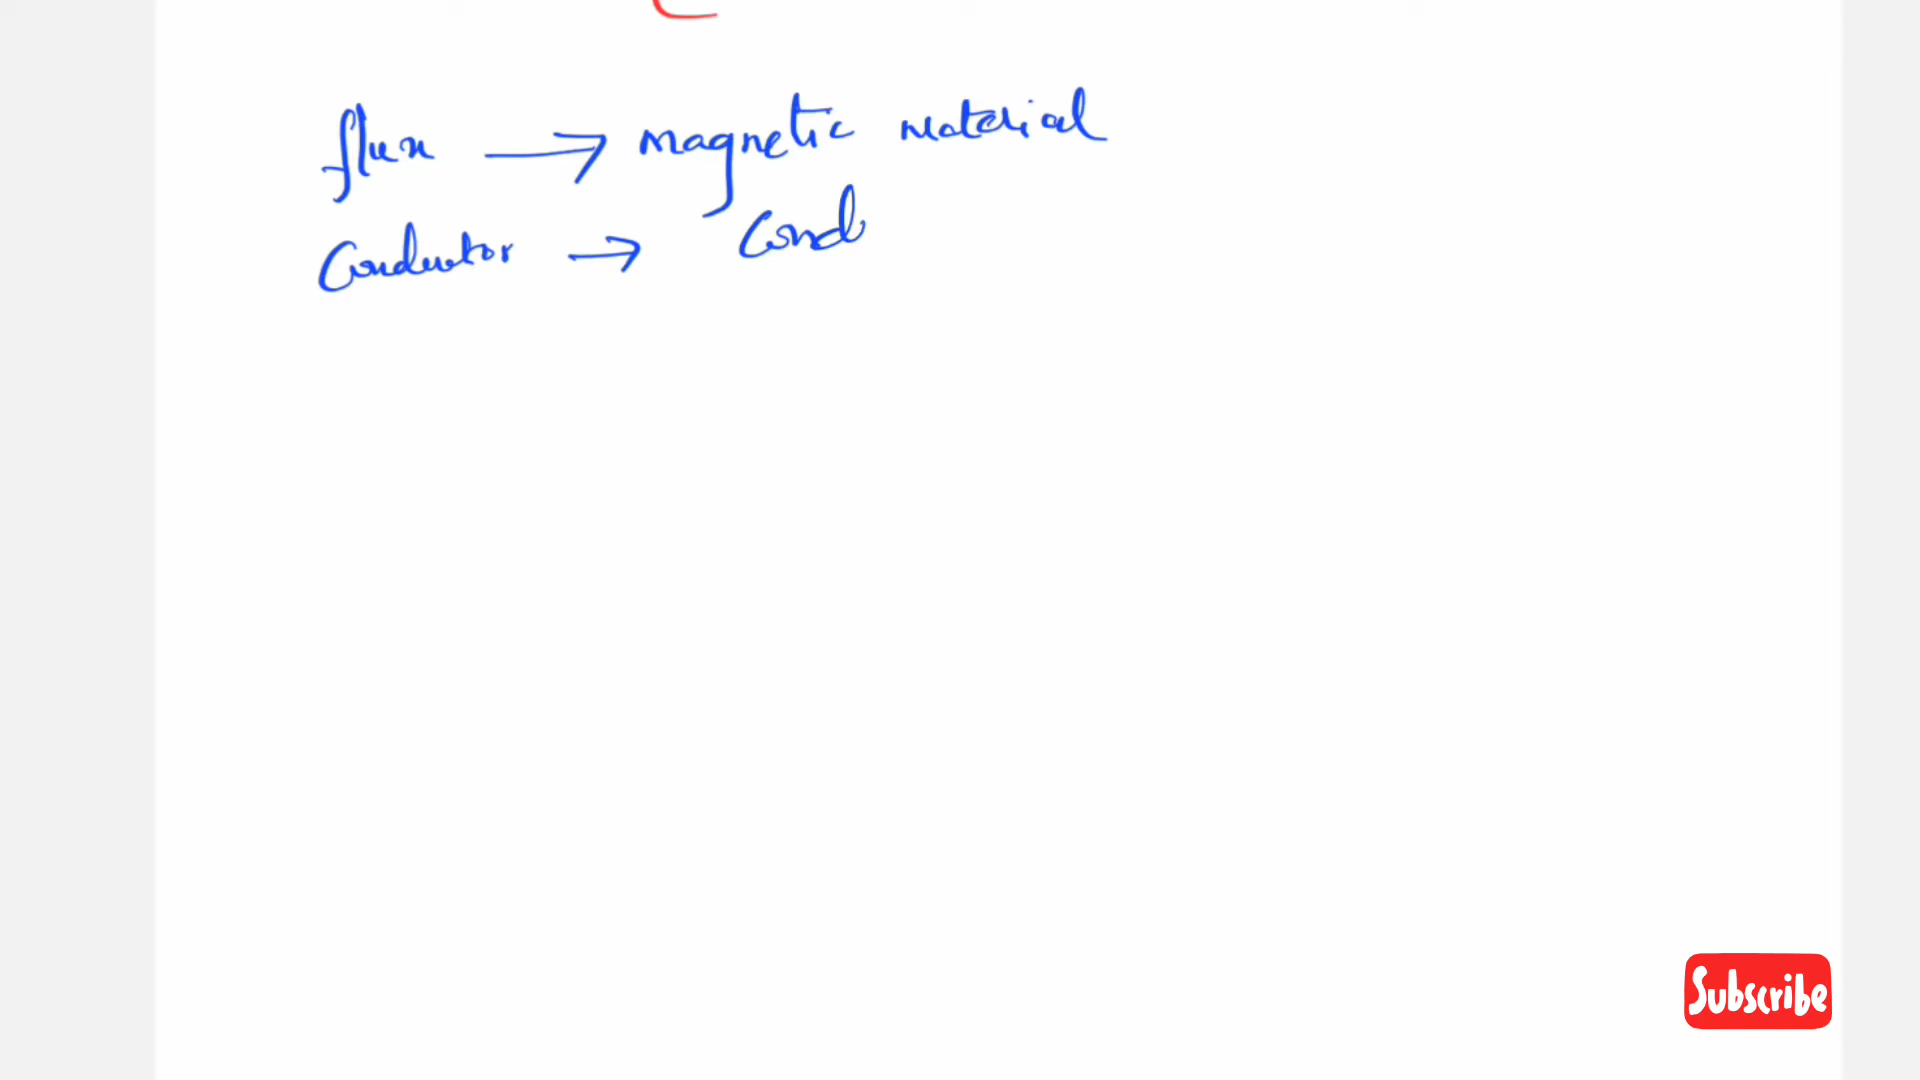 flux → magnetic material
Conductor → Cond
Subscribe